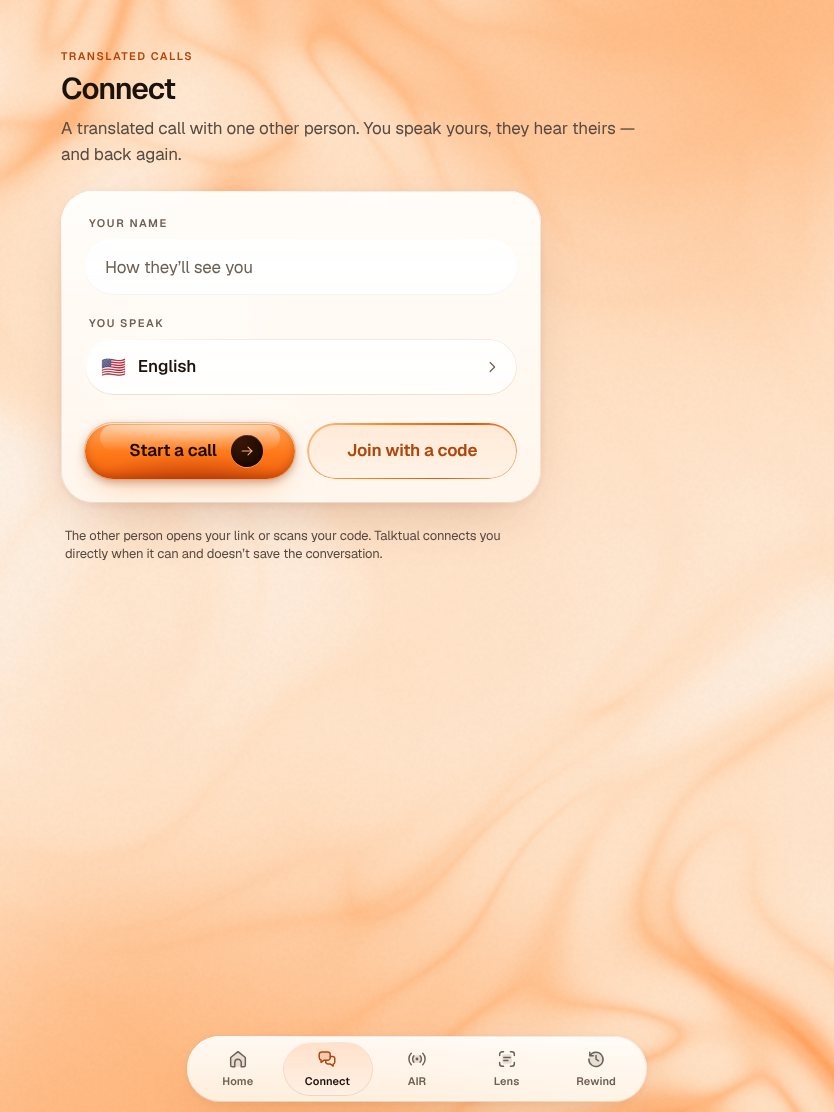 TRANSLATED CALLS
Connect
A translated call with one other person. You speak yours, they hear theirs —
and back again.
YOUR NAME
How they’ll see you
YOU SPEAK
English
Start a call
Join with a code
The other person opens your link or scans your code. Talktual connects you
directly when it can and doesn’t save the conversation.
Home
Connect
AIR
Lens
Rewind